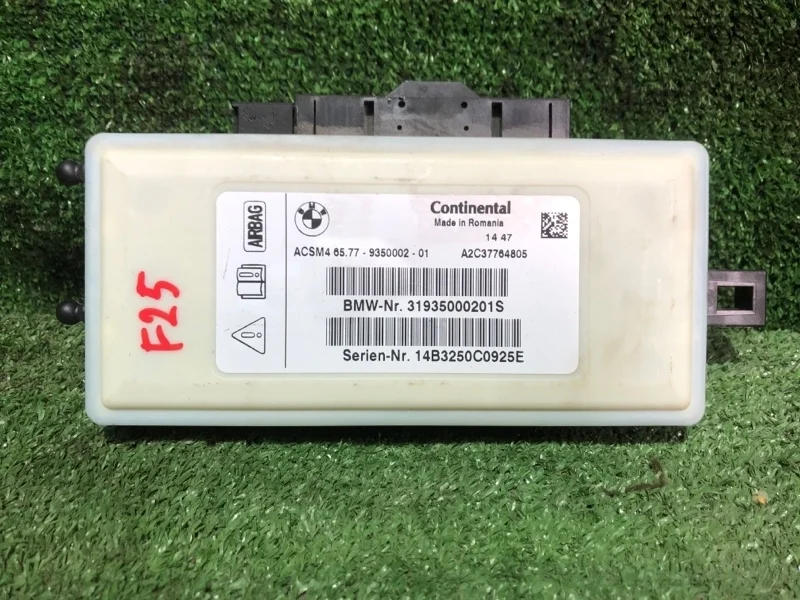 F25
AIRBAG
BMW
Continental
Made in Romania
14 47
ACSM4 65.77 - 9350002 - 01 A2C37764805
BMW-Nr. 31935000201S
Serien-Nr. 14B3250C0925E